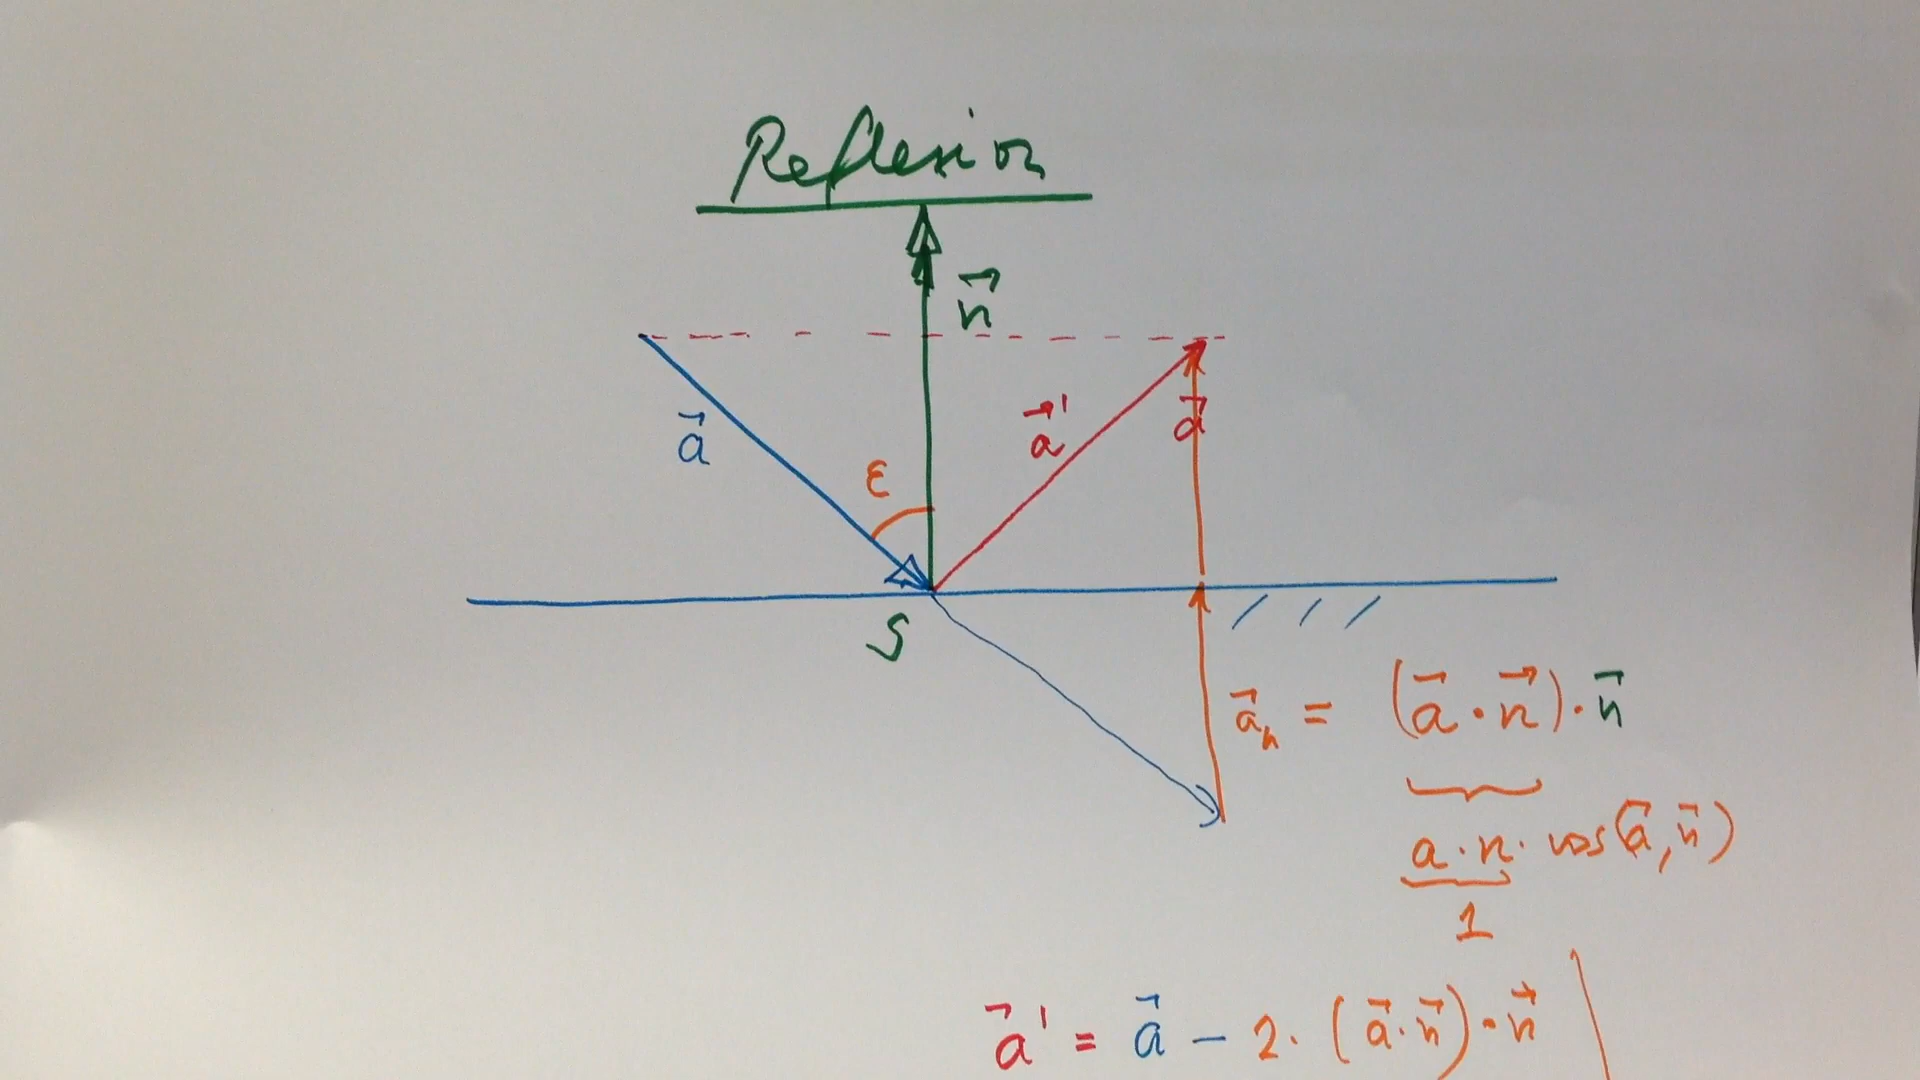 Reflexion
n⃗
a⃗ ε a⃗' a⃗
S
a⃗ₙ = (a⃗ · n⃗) · n⃗
a · n · cos(a⃗, n⃗)
1
a⃗' = a⃗ − 2 · (a⃗ · n⃗) · n⃗